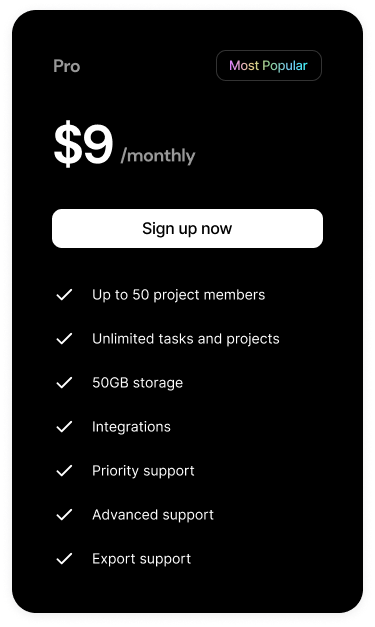 Pro
Most Popular
$9 /monthly
Sign up now
Up to 50 project members
Unlimited tasks and projects
50GB storage
Integrations
Priority support
Advanced support
Export support